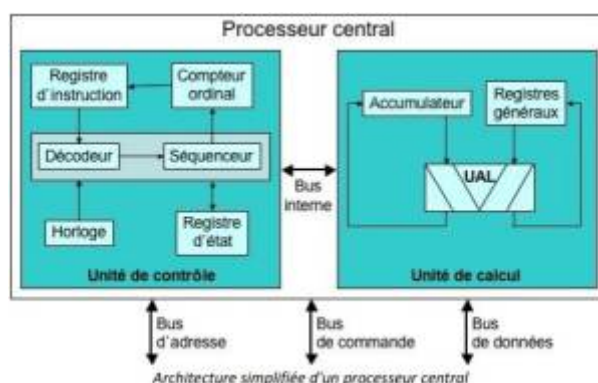 Processeur central
Registre
d'instruction
Compteur
ordinal
Décodeur
Séquenceur
Horloge
Registre
d'état
Unité de contrôle
Bus
interne
Accumulateur
Registres
généraux
UAL
Unité de calcul
Bus
d'adresse
Bus
de commande
Bus
de données
Architecture simplifiée d'un processeur central